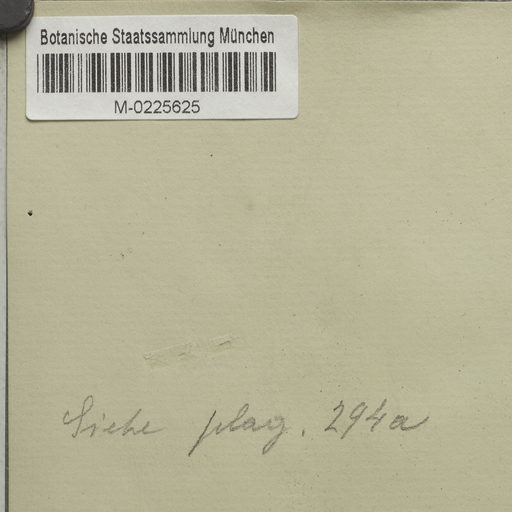 Botanische Staatssammlung München
M-0225625
Siehe plag. 294a